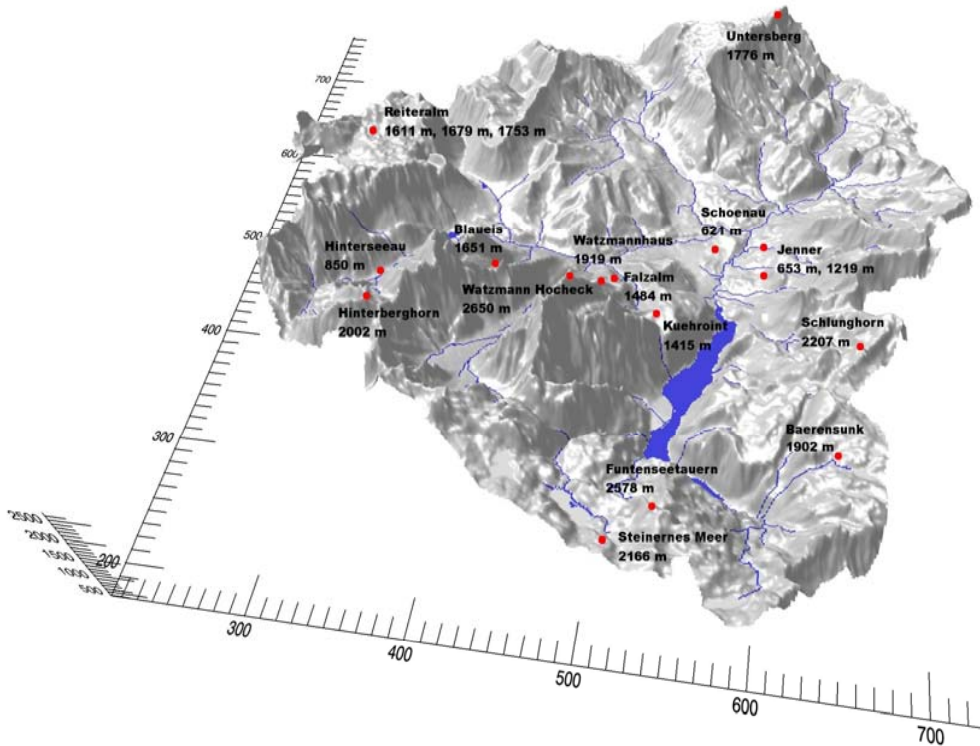 Untersberg
1776 m
700
Reiteralm
1611 m, 1679 m, 1753 m
600
Schoenau
621 m
500
Blaueis
1651 m
Hinterseeau
850 m
Watzmannhaus
1919 m
Jenner
653 m, 1219 m
Falzalm
1484 m
Watzmann Hocheck
2650 m
Hinterberghorn
2002 m
Kuehroint
1415 m
Schlunghorn
2207 m
400
Baerensunk
1902 m
300
Funtenseetauern
2578 m
Steinernes Meer
2166 m
2500
2000
1500
1000
500
200
300
400
500
600
700